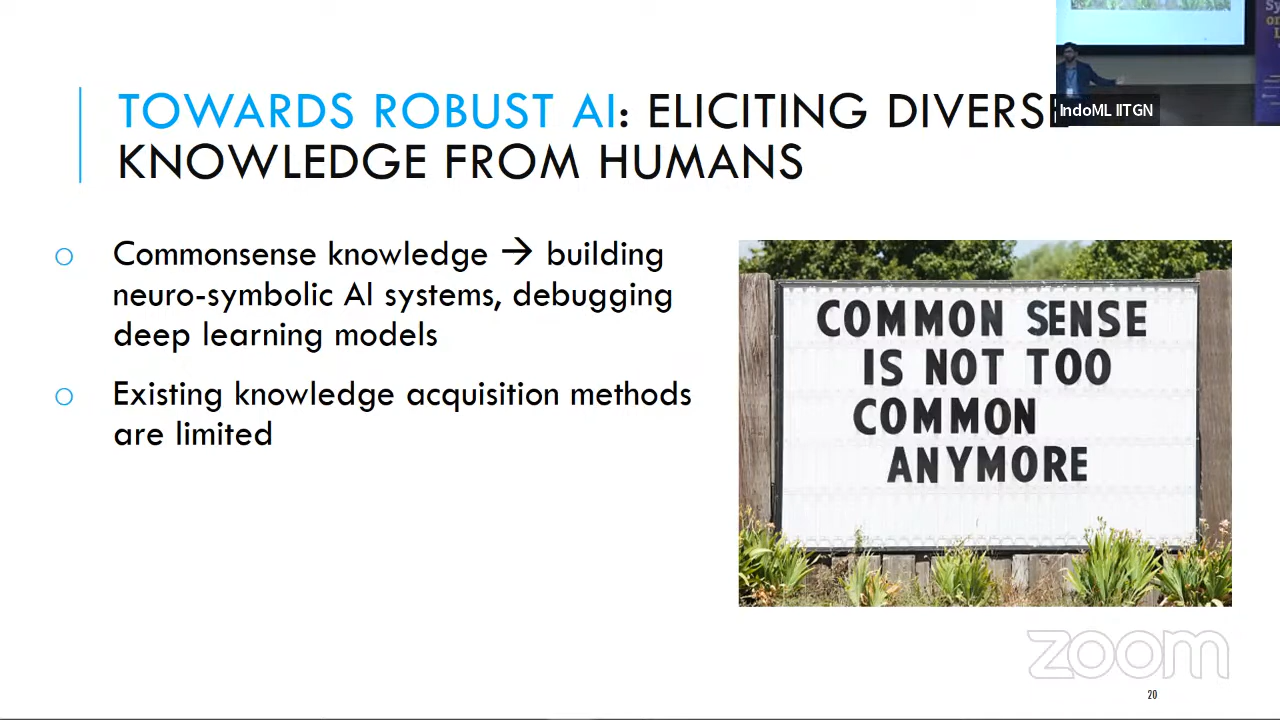 TOWARDS ROBUST AI: ELICITING DIVERSE
KNOWLEDGE FROM HUMANS
IndoML IITGN
Commonsense knowledge → building
neuro-symbolic AI systems, debugging
deep learning models
Existing knowledge acquisition methods
are limited
COMMON SENSE
IS NOT TOO
COMMON
ANYMORE
zoom
20